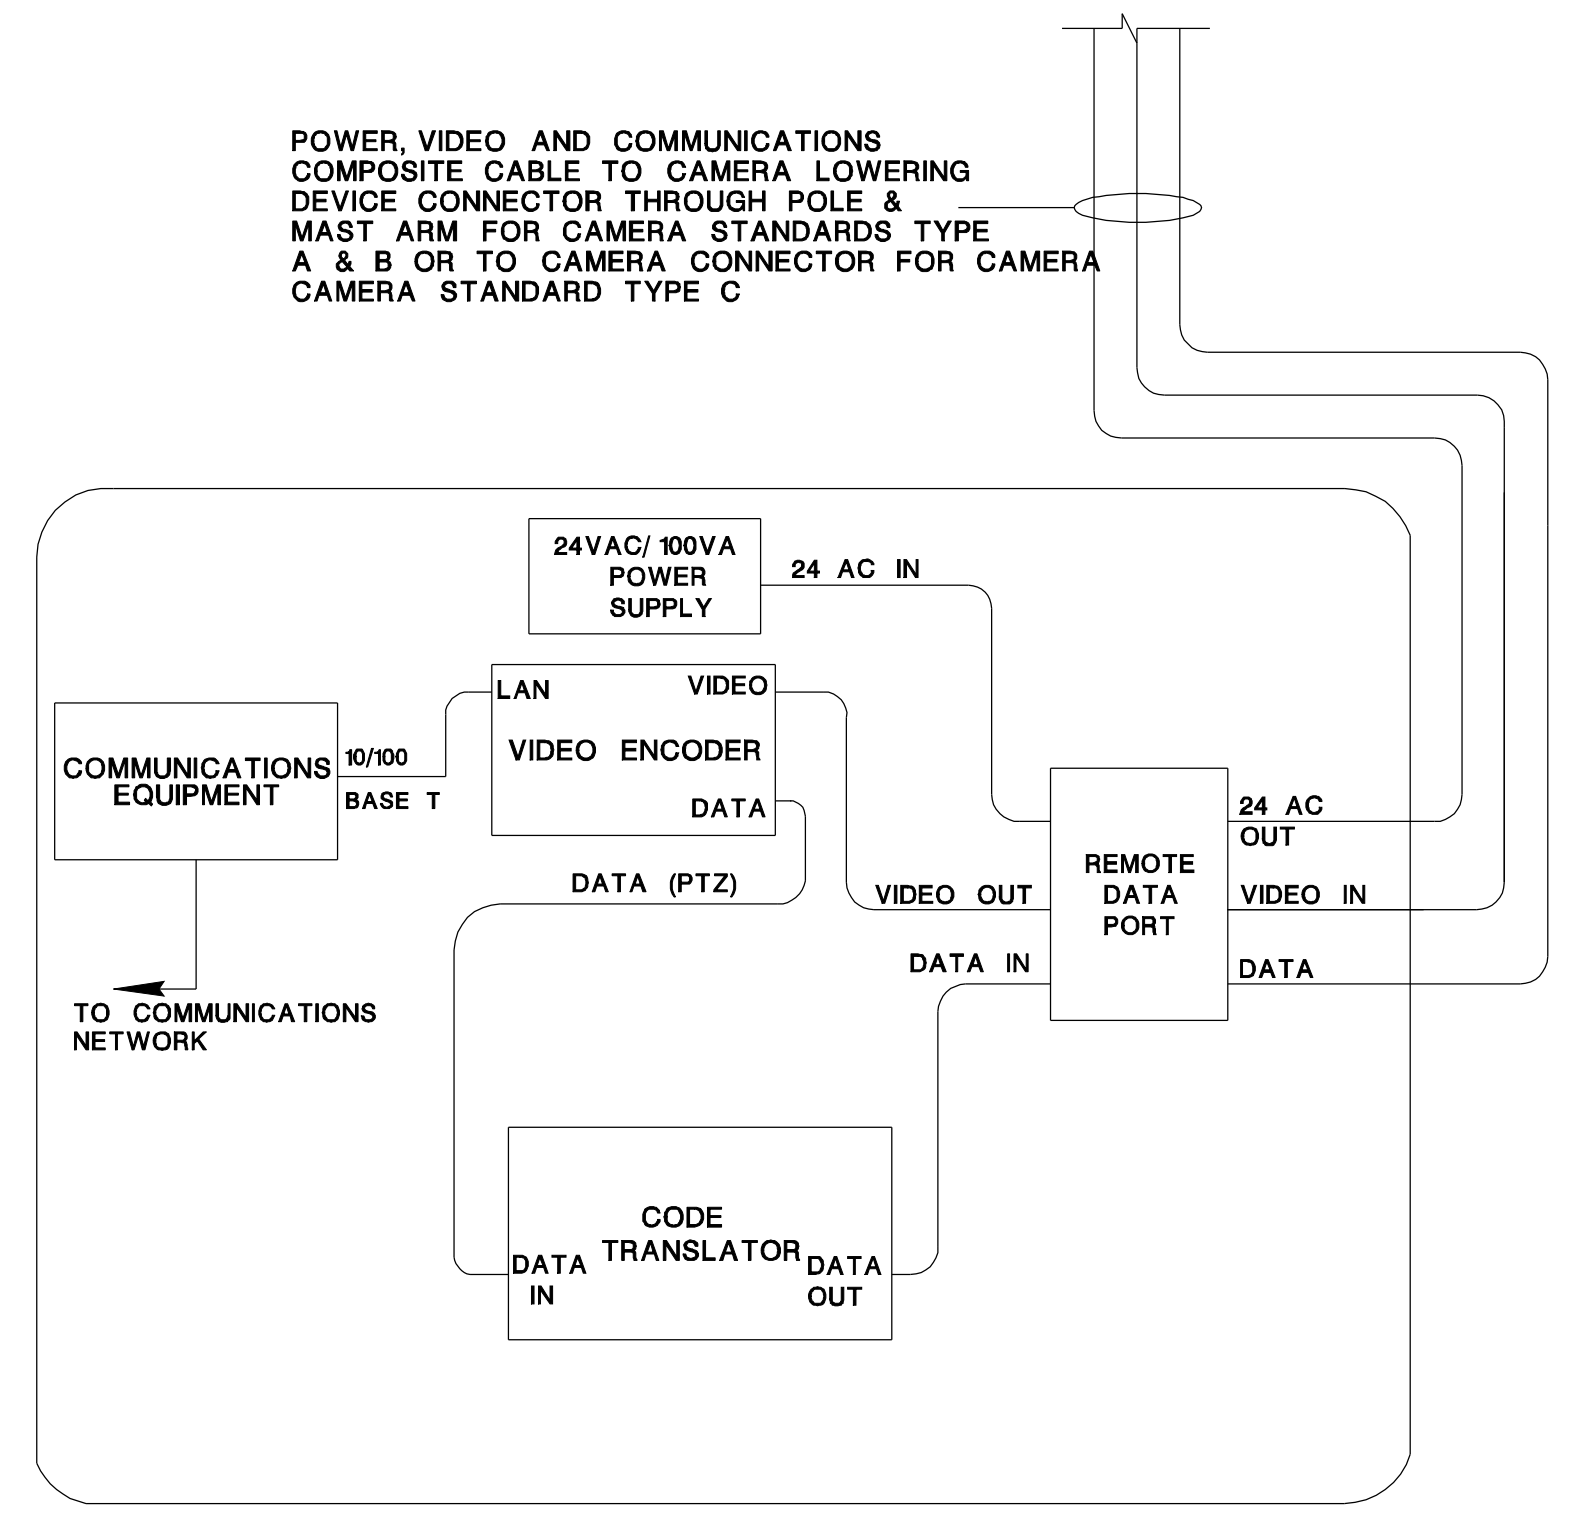 POWER, VIDEO AND COMMUNICATIONS
COMPOSITE CABLE TO CAMERA LOWERING
DEVICE CONNECTOR THROUGH POLE &
MAST ARM FOR CAMERA STANDARDS TYPE
A & B OR TO CAMERA CONNECTOR FOR CAMERA
CAMERA STANDARD TYPE C
24VAC/ 100VA
POWER
SUPPLY
24 AC IN
LAN
VIDEO
VIDEO ENCODER
DATA
COMMUNICATIONS
EQUIPMENT
10/100
BASE T
DATA (PTZ)
VIDEO OUT
DATA IN
REMOTE
DATA
PORT
24 AC
OUT
VIDEO IN
DATA
TO COMMUNICATIONS
NETWORK
CODE
TRANSLATOR
DATA
IN
DATA
OUT